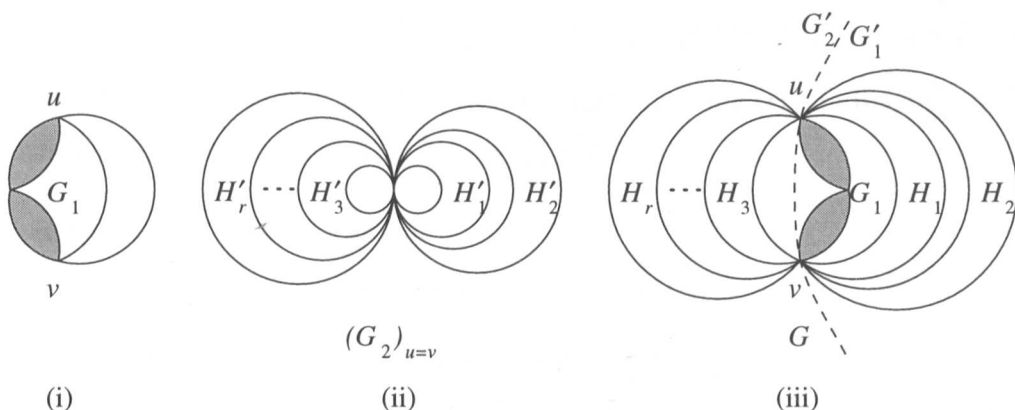 u
G₁
v
(i)
H′ᵣ ··· H′₃ H′₁ H′₂
(G₂)ᵤ₌ᵥ
(ii)
G′₂ G′₁
u
Hᵣ ··· H₃ G₁ H₁ H₂
v
G
(iii)